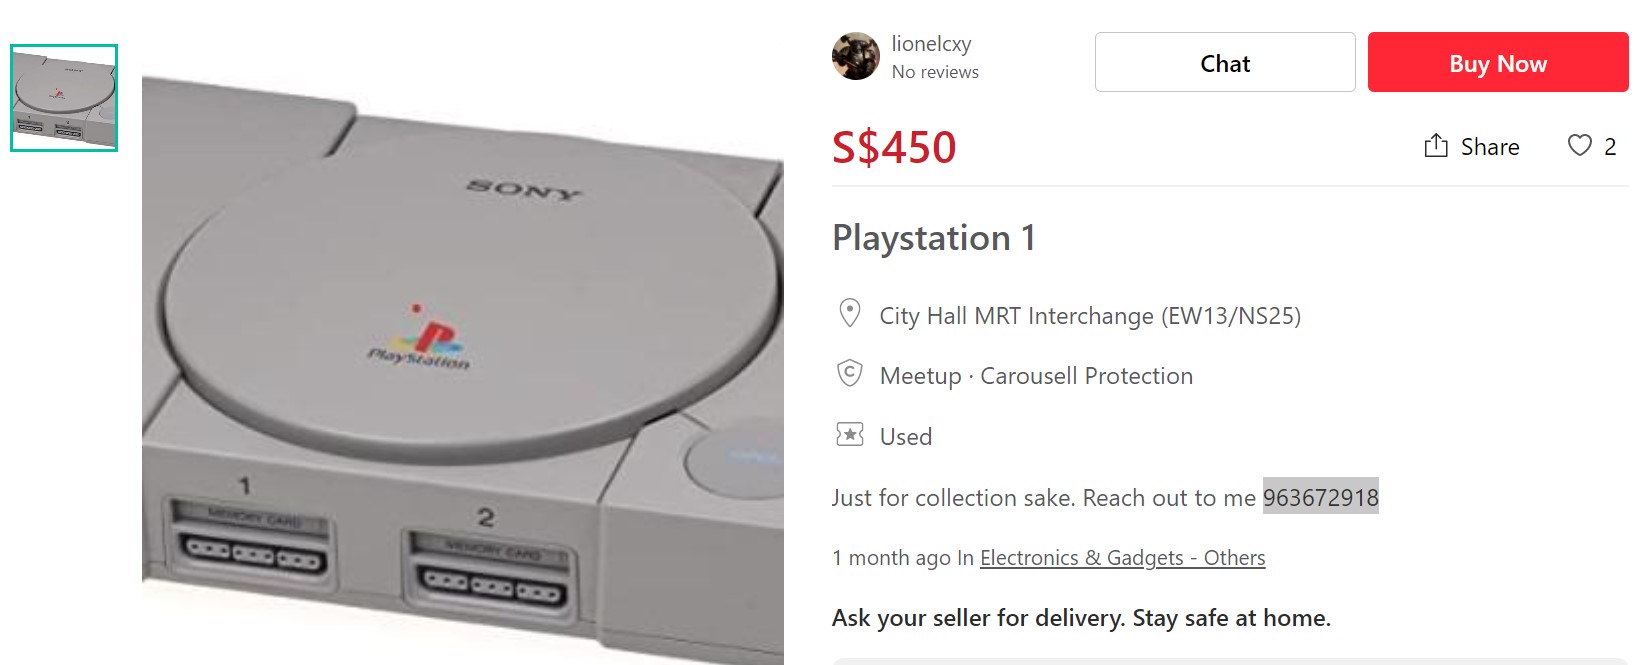 lionelcxy
No reviews
Chat
Buy Now
S$450
Share
2
Playstation 1
City Hall MRT Interchange (EW13/NS25)
Meetup · Carousell Protection
Used
Just for collection sake. Reach out to me 963672918
1 month ago In Electronics & Gadgets - Others
Ask your seller for delivery. Stay safe at home.
SONY
PlayStation
1
2
MEMORY CARD
MEMORY CARD